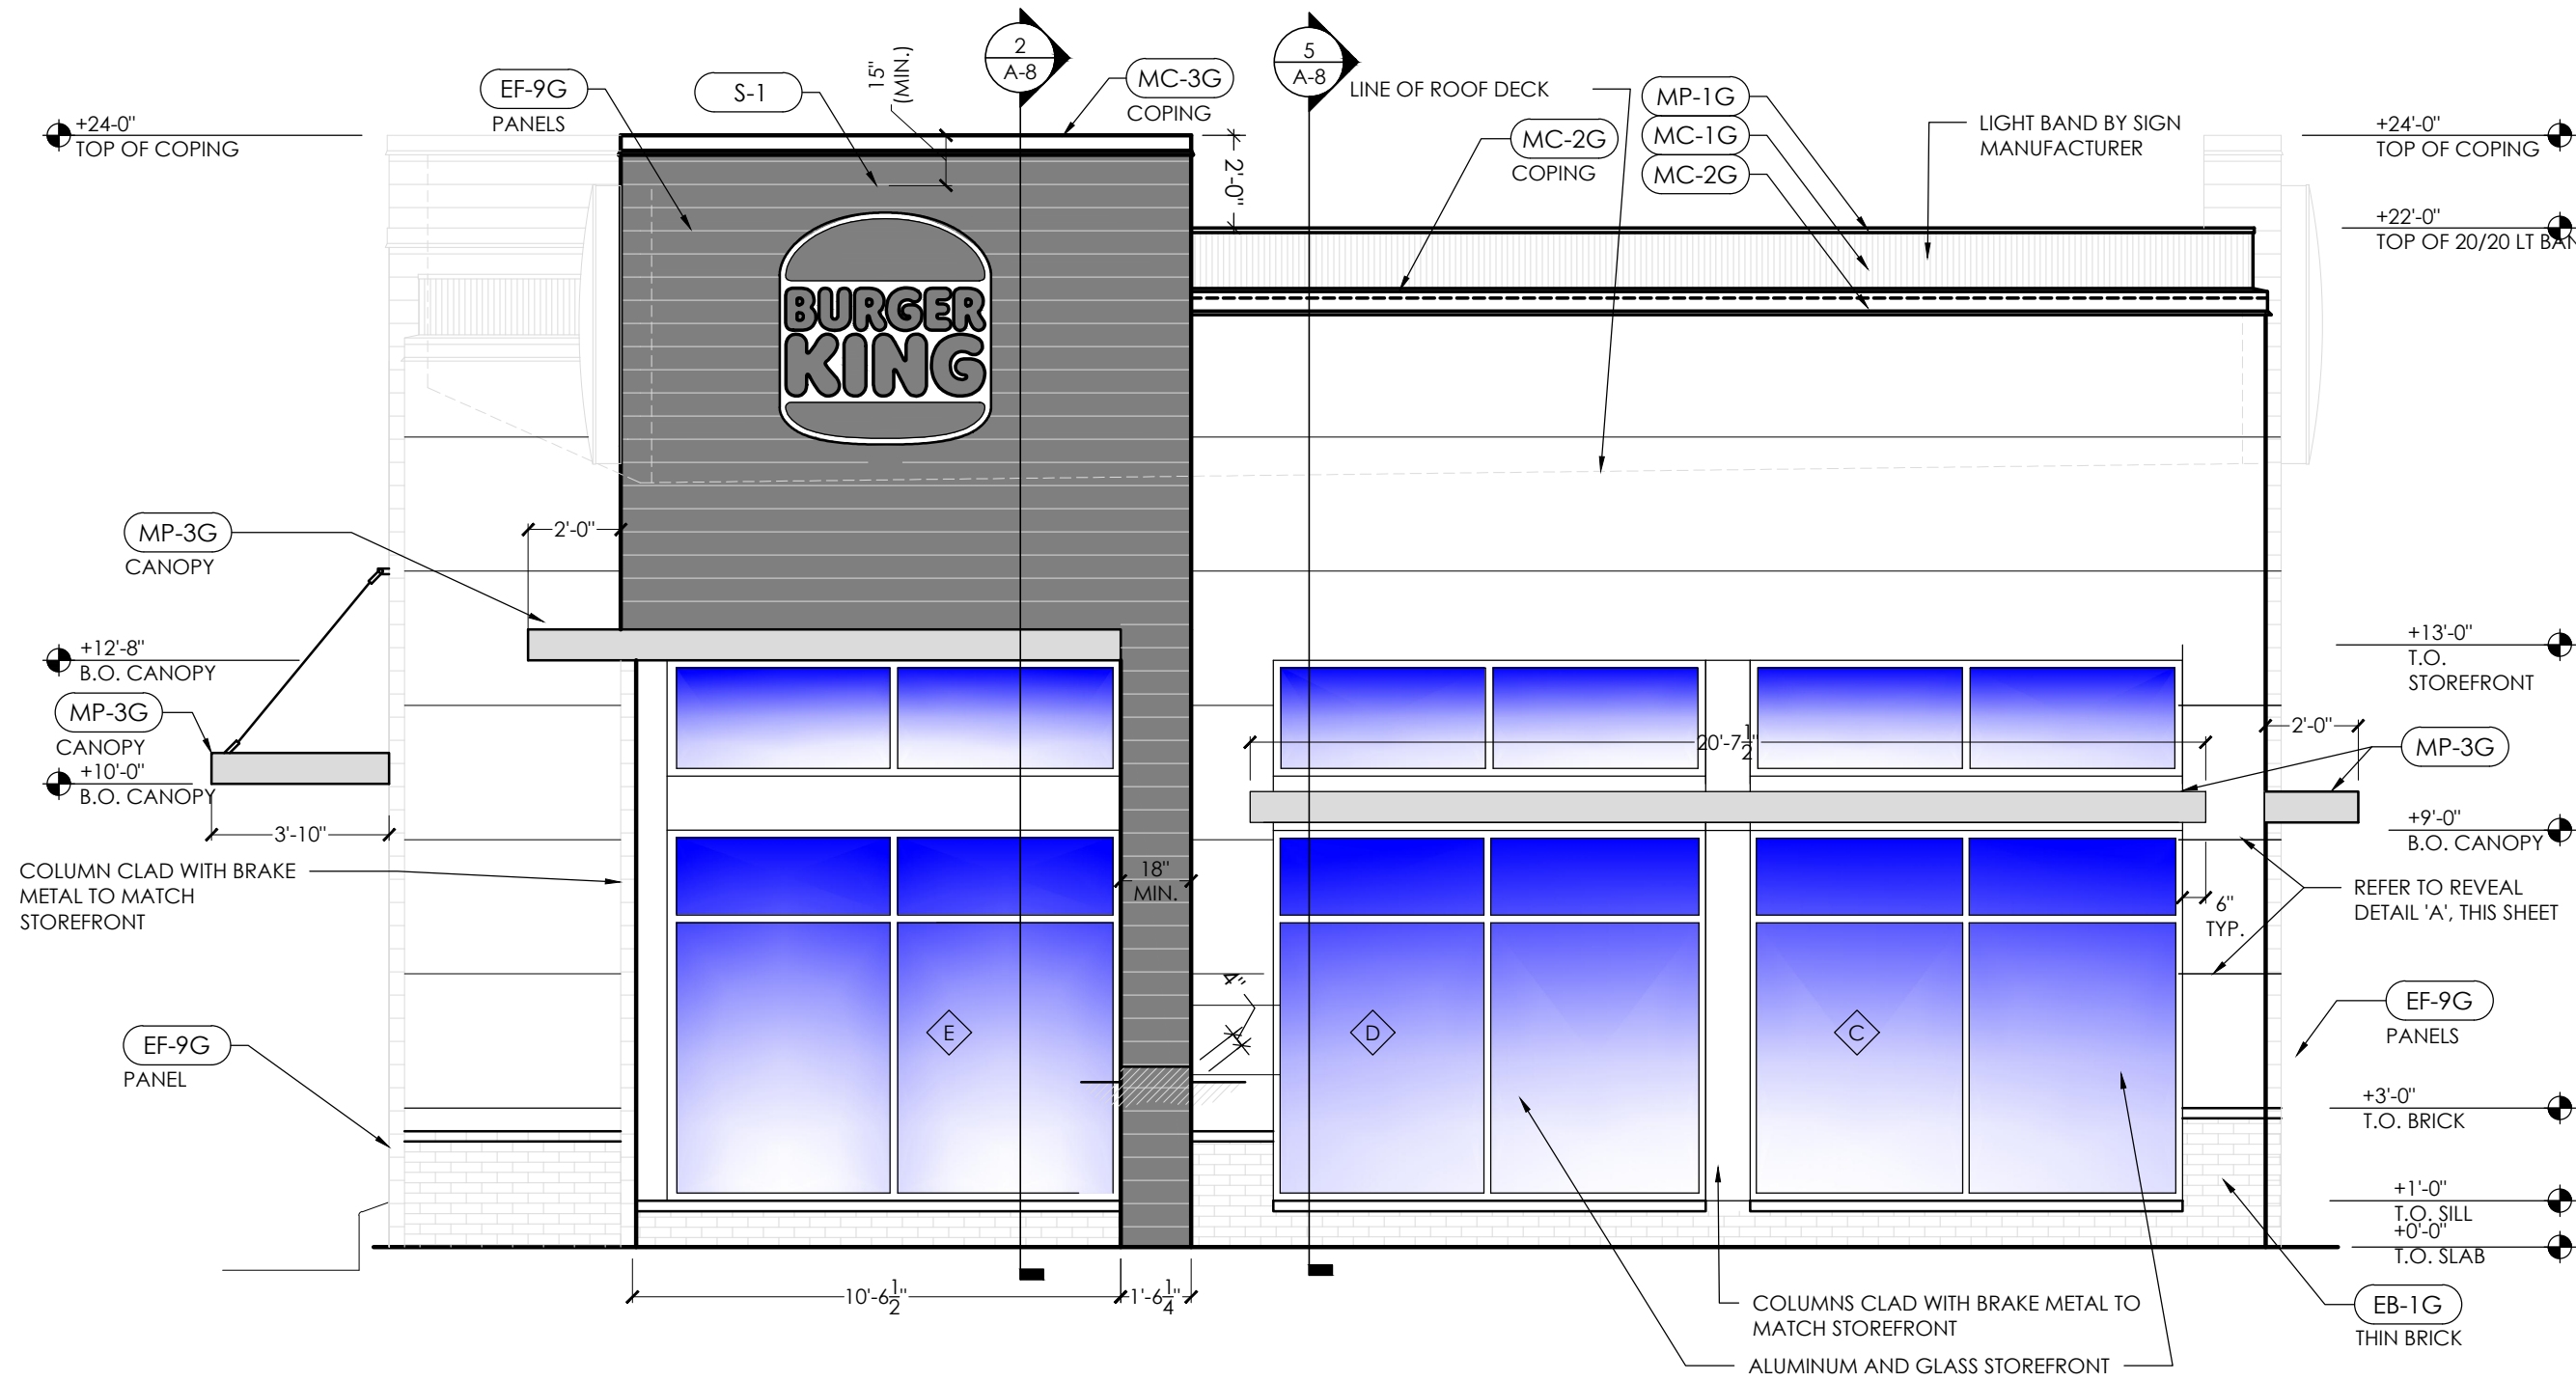 2
A-8
5
A-8
EF-9G
PANELS
S-1
15"
(MIN.)
MC-3G
COPING
LINE OF ROOF DECK
MC-2G
COPING
MP-1G
MC-1G
MC-2G
LIGHT BAND BY SIGN
MANUFACTURER
+24-0"
TOP OF COPING
+24'-0"
TOP OF COPING
2'-0"
+22'-0"
TOP OF 20/20 LT BAN
BURGER
KING
MP-3G
CANOPY
2'-0"
+12'-8"
B.O. CANOPY
MP-3G
CANOPY
+10'-0"
B.O. CANOPY
3'-10"
+13'-0"
T.O.
STOREFRONT
2'-0"
MP-3G
20'-7 1/2"
+9'-0"
B.O. CANOPY
COLUMN CLAD WITH BRAKE
METAL TO MATCH
STOREFRONT
18"
MIN.
6"
TYP.
REFER TO REVEAL
DETAIL 'A', THIS SHEET
4"
EF-9G
PANELS
EF-9G
PANEL
E
D
C
+3'-0"
T.O. BRICK
+1'-0"
T.O. SILL
+0'-0"
T.O. SLAB
10'-6 1/2"
1'-6 1/4"
COLUMNS CLAD WITH BRAKE METAL TO
MATCH STOREFRONT
ALUMINUM AND GLASS STOREFRONT
EB-1G
THIN BRICK